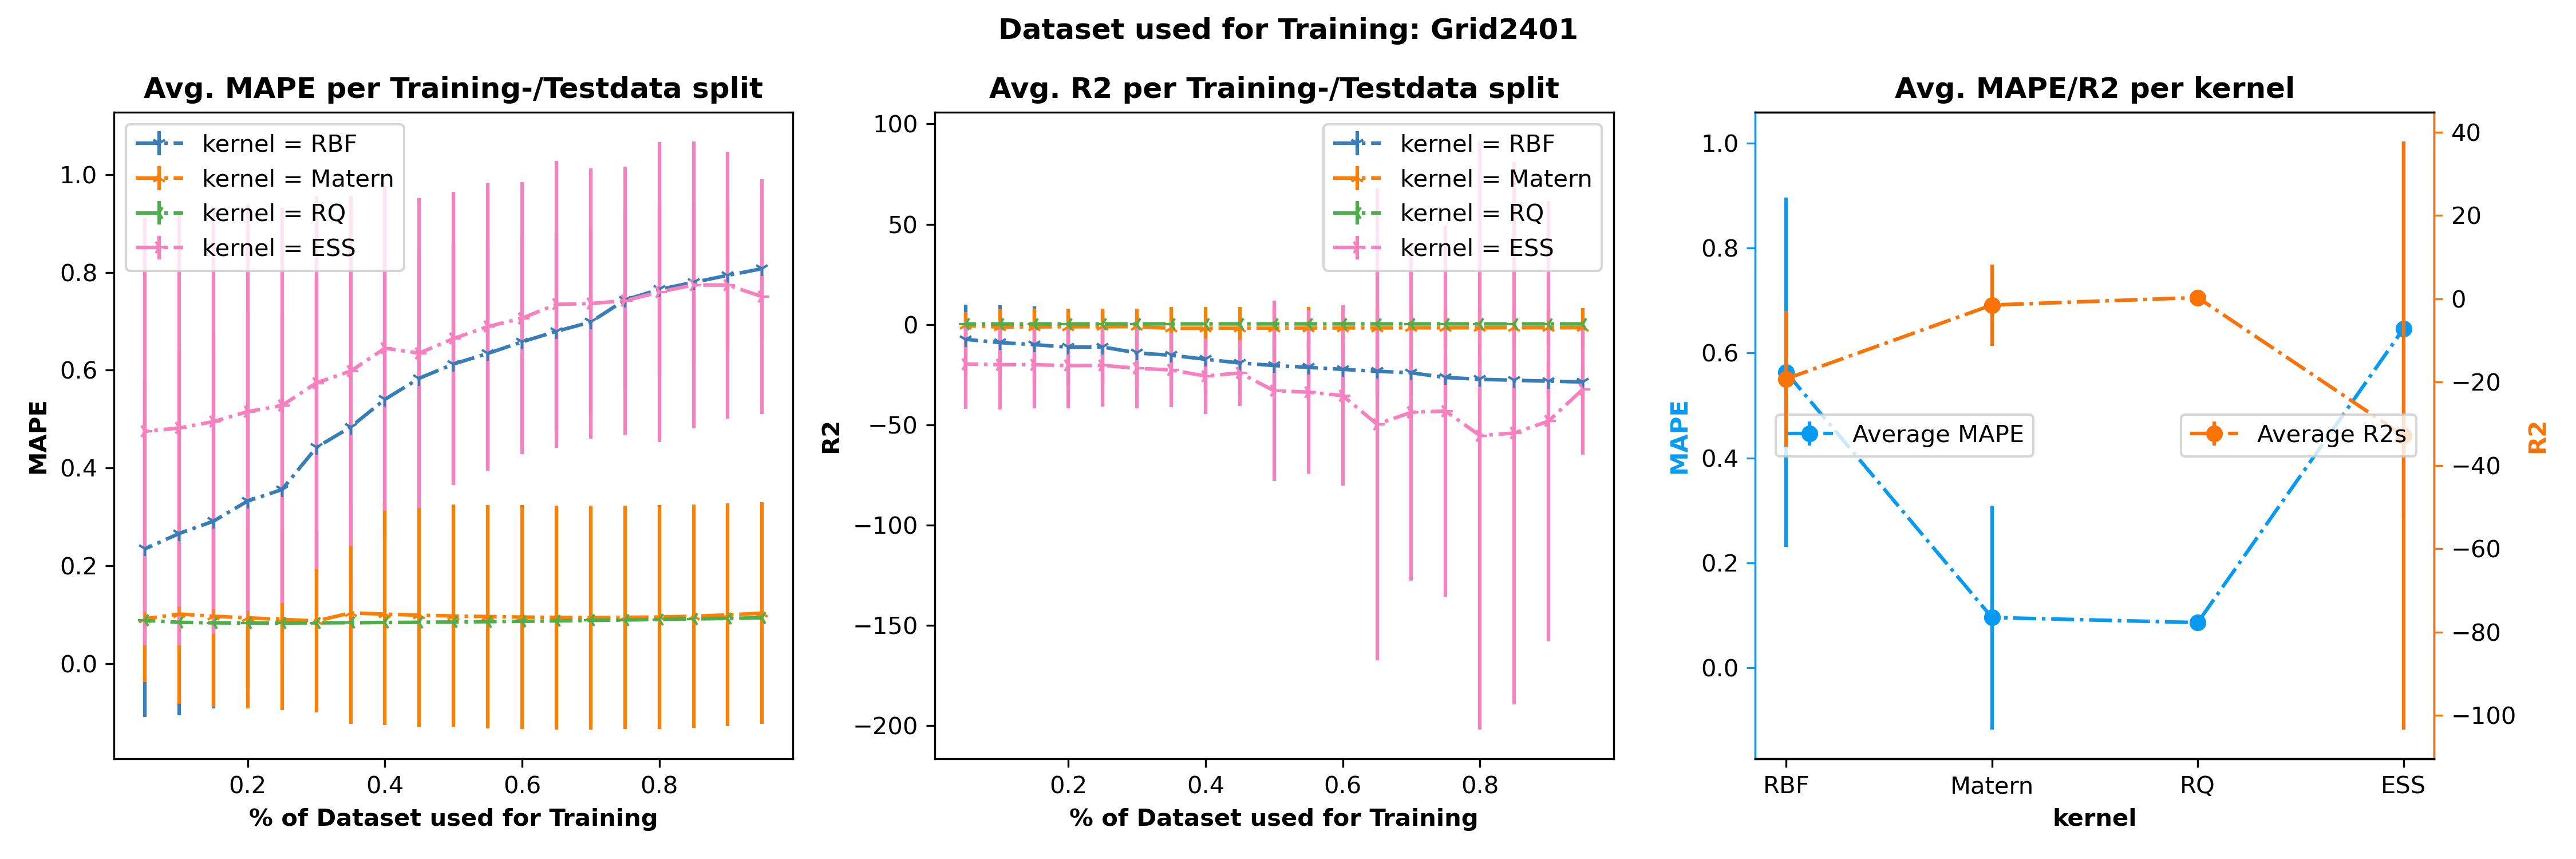 Dataset used for Training: Grid2401
Avg. MAPE per Training-/Testdata split
kernel = RBF
kernel = Matern
kernel = RQ
kernel = ESS
1.0
0.8
0.6
0.4
0.2
0.0
MAPE
0.2 0.4 0.6 0.8
% of Dataset used for Training
Avg. R2 per Training-/Testdata split
kernel = RBF
kernel = Matern
kernel = RQ
kernel = ESS
100
50
0
−50
−100
−150
−200
R2
0.2 0.4 0.6 0.8
% of Dataset used for Training
Avg. MAPE/R2 per kernel
1.0
0.8
0.6
0.4
0.2
0.0
MAPE
Average MAPE
Average R2s
40
20
0
−20
−40
−60
−80
−100
R2
RBF Matern RQ ESS
kernel